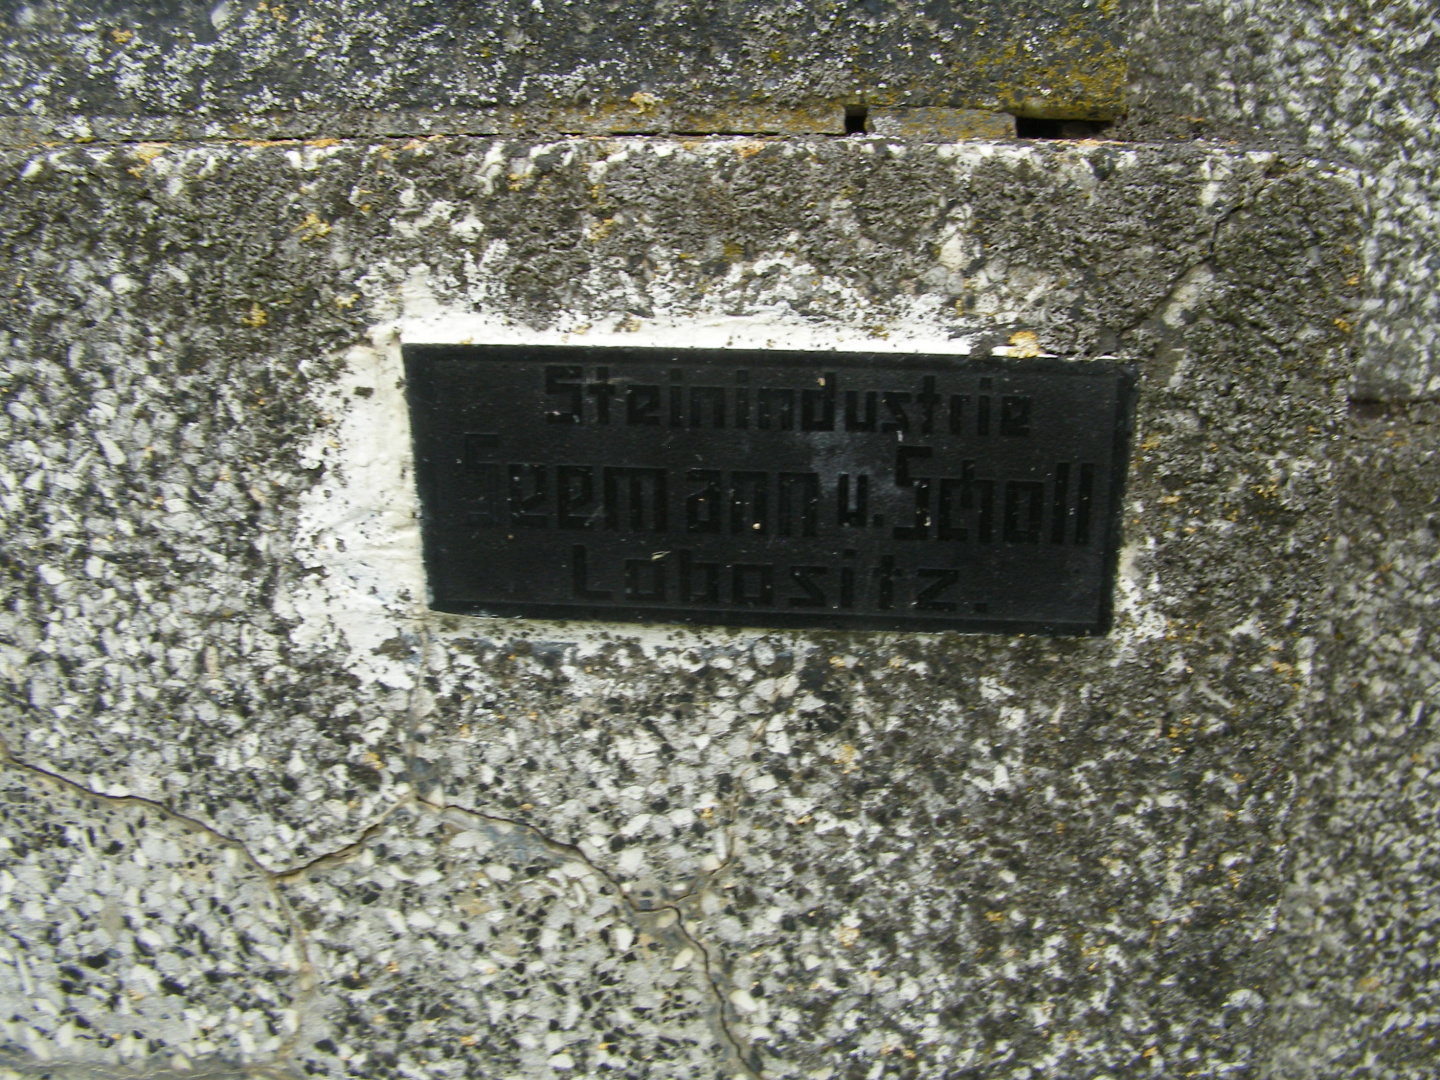 Steinindustrie
Seemann u. Scholl
Lobositz.